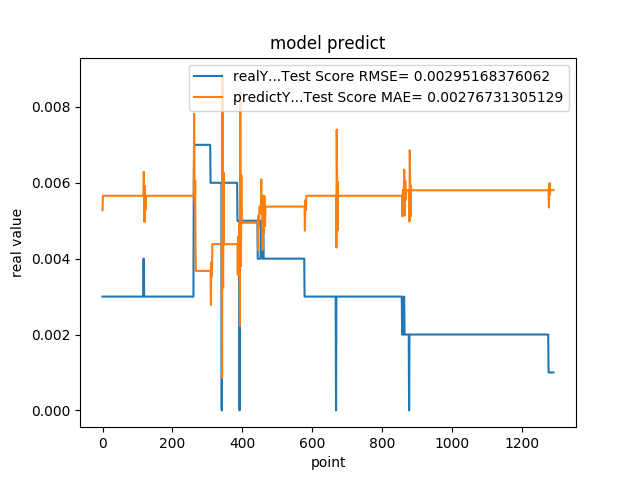 model predict
realY...Test Score RMSE= 0.00295168376062
predictY...Test Score MAE= 0.00276731305129
0.008
0.006
0.004
0.002
0.000
real value
0 200 400 600 800 1000 1200
point